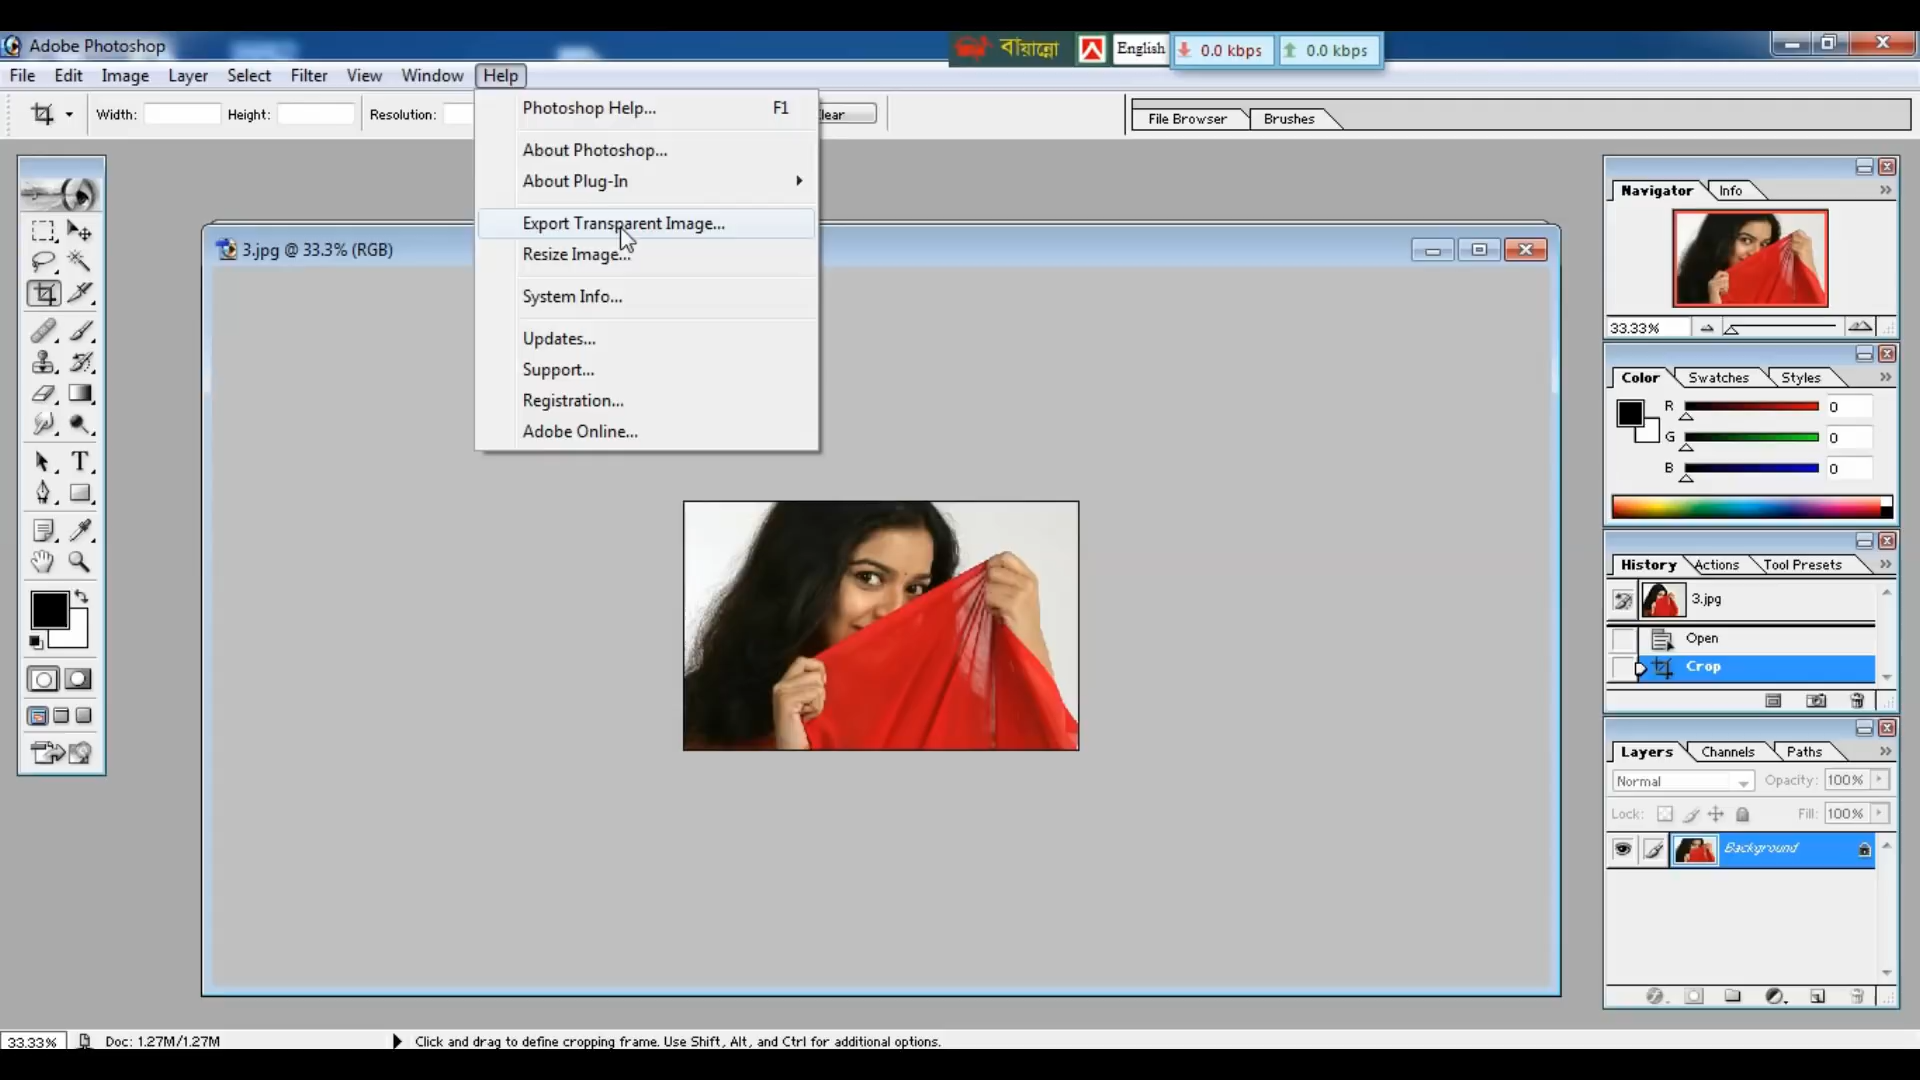 Adobe Photoshop
বায়ান্নো
English
0.0 kbps
0.0 kbps
File Edit Image Layer Select Filter View Window Help
Width:
Height:
Resolution:
lear
File Browser
Brushes
Photoshop Help... F1
About Photoshop...
About Plug-In
Export Transparent Image...
Resize Image...
System Info...
Updates...
Support...
Registration...
Adobe Online...
3.jpg @ 33.3% (RGB)
Navigator Info
33.33%
Color Swatches Styles
R 0
G 0
B 0
History Actions Tool Presets
3.jpg
Open
Crop
Layers Channels Paths
Normal Opacity: 100%
Lock: Fill: 100%
Background
T
33.33% Doc: 1.27M/1.27M Click and drag to define cropping frame. Use Shift, Alt, and Ctrl for additional options.